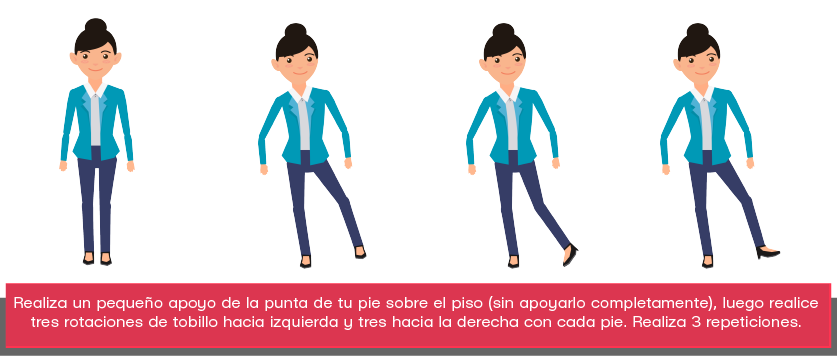 Realiza un pequeño apoyo de la punta de tu pie sobre el piso (sin apoyarlo completamente), luego realice
tres rotaciones de tobillo hacia izquierda y tres hacia la derecha con cada pie. Realiza 3 repeticiones.